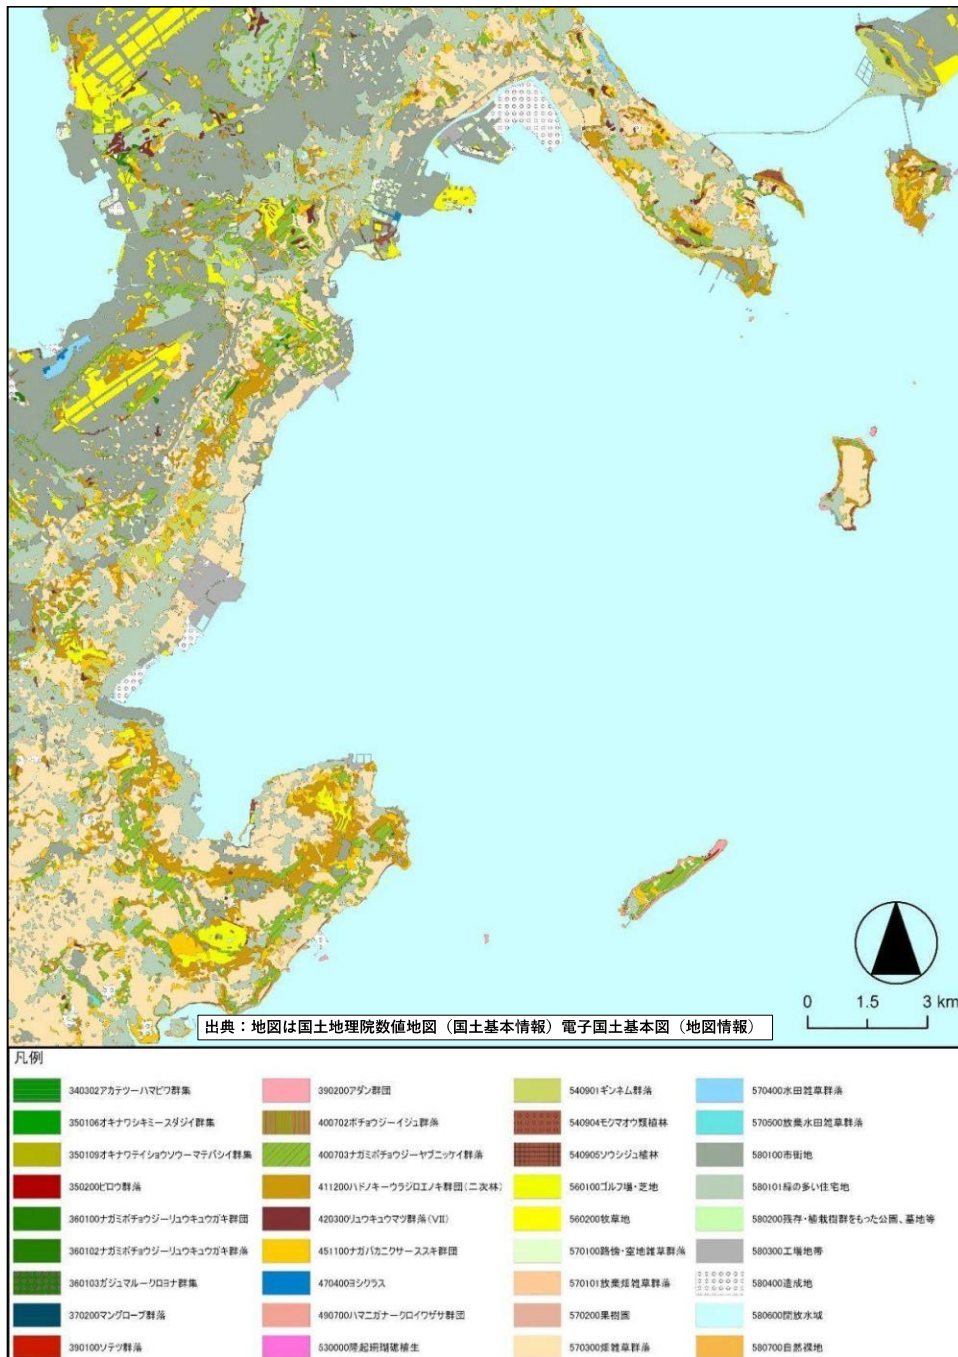 0 1.5 3 km
出典：地図は国土地理院数値地図（国土基本情報）電子国土基本図（地図情報）
凡例
340302アカテツーハマビワ群集
350106オキナワシキミースダジイ群集
350109オキナワテイショウソウーマテバシイ群集
350200ビロウ群落
360100ナガミボチョウジーリュウキュウガキ群団
360102ナガミボチョウジーリュウキュウガキ群落
360103ガジュマルークロヨナ群集
370200マングローブ群落
390100ソテツ群落
390200アダン群団
400702ボチョウジーイジュ群落
400703ナガミボチョウジーヤブニッケイ群落
411200ハドノキーウラジロエノキ群団(二次林)
420300リュウキュウマツ群落(VII)
451100ナガバカニクサーススキ群団
470400ヨシクラス
490700ハマニガナークロイワザサ群団
530000隆起珊瑚礁植生
540901ギンネム群落
540904モクマオウ類植林
540905ソウシジュ植林
560100ゴルフ場・芝地
560200牧草地
570100路傍・空地雑草群落
570101放棄畑雑草群落
570200果樹園
570300畑雑草群落
570400水田雑草群落
570500放棄水田雑草群落
580100市街地
580101緑の多い住宅地
580200残存・植栽樹群をもった公園、墓地等
580300工場地帯
580400造成地
580600開放水域
580700自然裸地